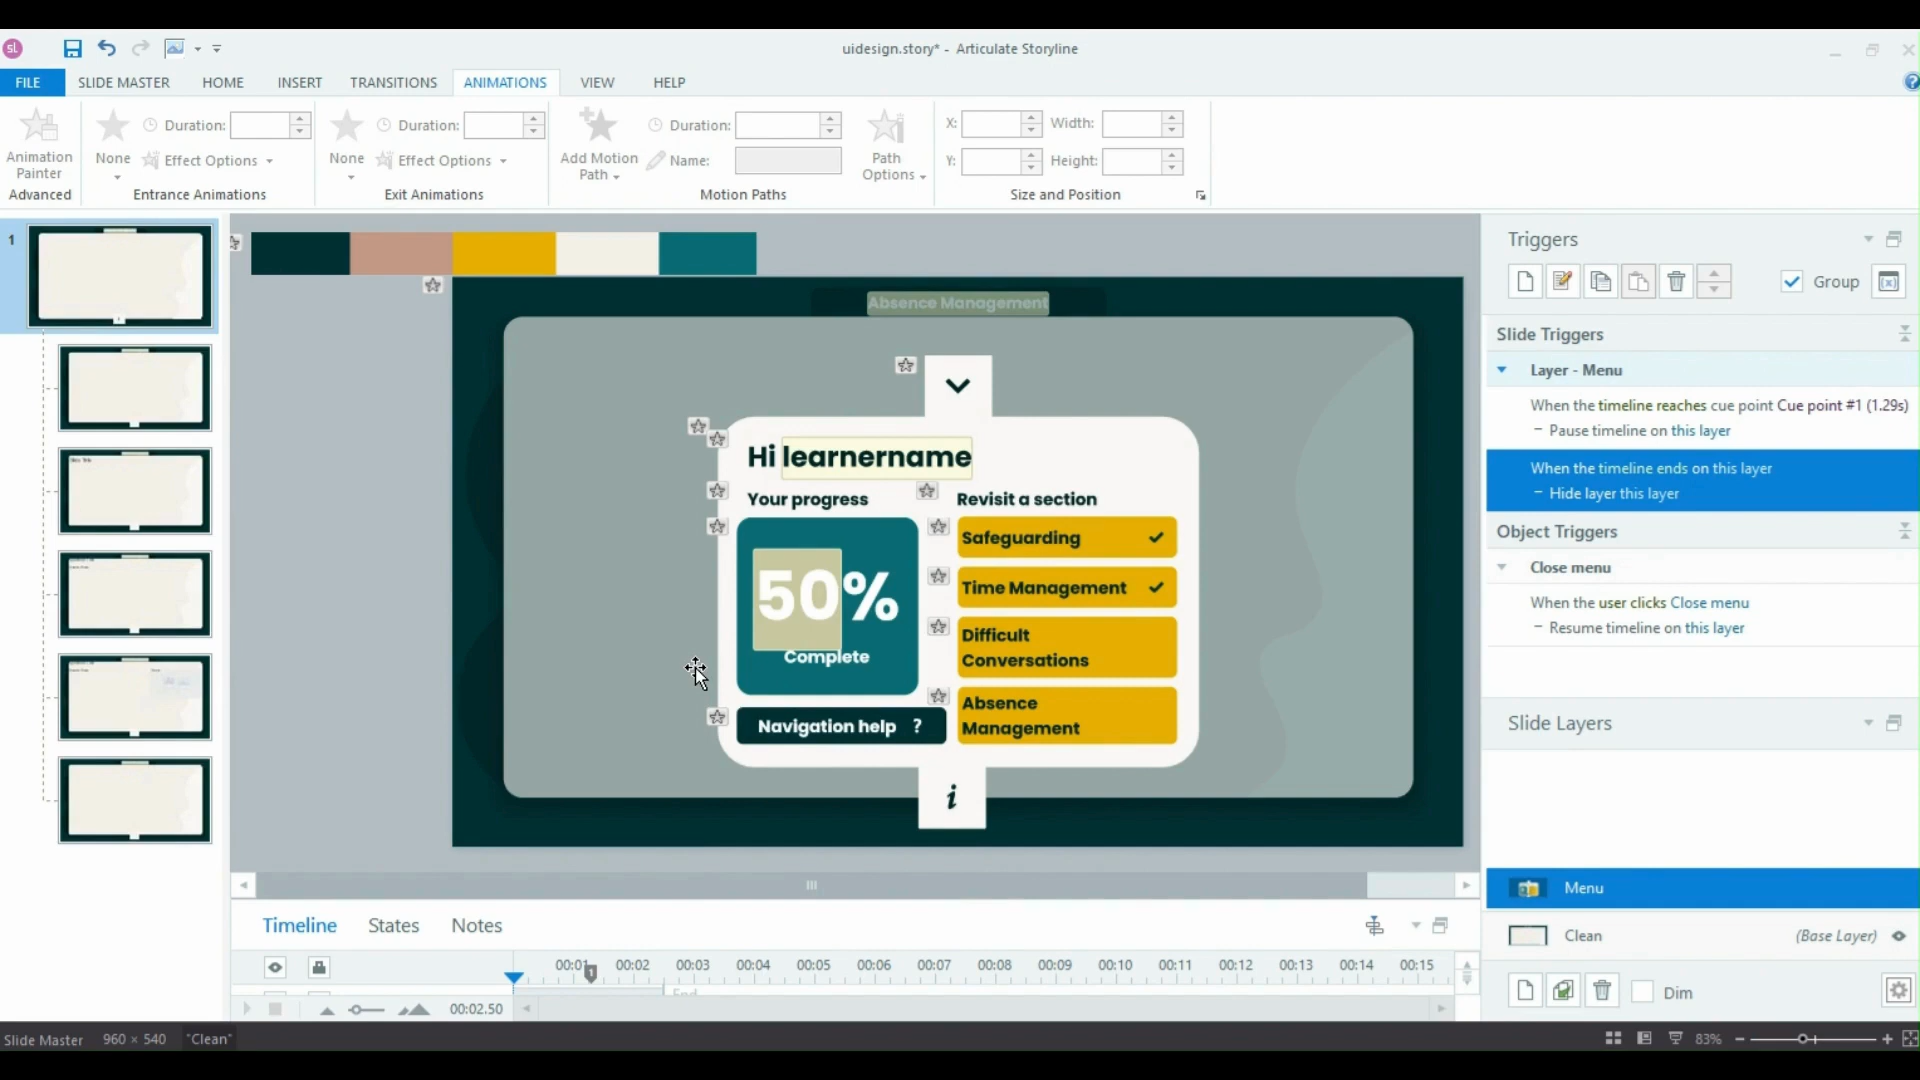 sl
uidesign.story* - Articulate Storyline
FILE SLIDE MASTER HOME INSERT TRANSITIONS ANIMATIONS VIEW HELP
Animation Painter
Advanced
None
Duration:
Effect Options
Entrance Animations
None
Duration:
Effect Options
Exit Animations
Add Motion Path
Duration:
Name:
Path Options
Motion Paths
X: Width:
Y: Height:
Size and Position
1
Absence Management
Hi learnername
Your progress
50%
Complete
Navigation help ?
Revisit a section
Safeguarding
Time Management
Difficult
Conversations
Absence
Management
i
Triggers
Group
Slide Triggers
Layer - Menu
When the timeline reaches cue point Cue point #1 (1.29s)
- Pause timeline on this layer
When the timeline ends on this layer
- Hide layer this layer
Object Triggers
Close menu
When the user clicks Close menu
- Resume timeline on this layer
Slide Layers
Menu
Clean (Base Layer)
Dim
Timeline States Notes
00:01 00:02 00:03 00:04 00:05 00:06 00:07 00:08 00:09 00:10 00:11 00:12 00:13 00:14 00:15
1
End
00:02.50
Slide Master 960 × 540 "Clean"
83%